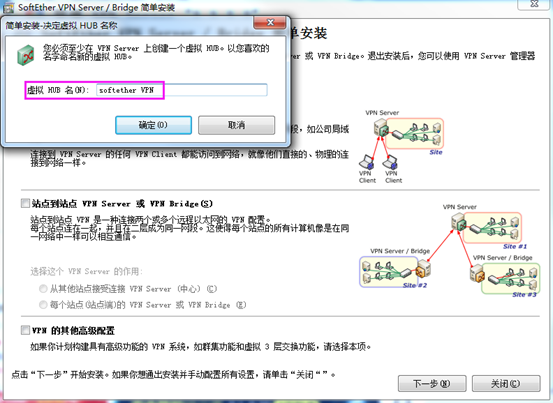 SoftEther VPN Server / Bridge 简单安装
简单安装-决定虚拟 HUB 名称
您必须至少在 VPN Server 上创建一个虚拟 HUB。以您喜欢的
名字命名新的虚拟 HUB。
虚拟 HUB 名(N): softether VPN
确定(O)
取消
简单安装
或 VPN Bridge。退出安装后，您可以使用 VPN Server 管理器
段，如公司局域
连接到 VPN Server 的任何 VPN Client 都能访问到网络，就像他们直接的、物理的连
接到网络一样。
VPN Server
Site
VPN
Client
VPN
Client
站点到站点 VPN Server 或 VPN Bridge(S)
站点到站点 VPN 是一种连接两个或多个远程以太网的 VPN 配置。
每个站点连在一起，并且在二层成为同一网段。这使得每个站点的所有计算机像是在同
一网络中一样可以相互通信。
选择这个 VPN Server 的作用:
从其他站点接受连接 VPN Server (中心) (C)
每个站点(站点端)的 VPN Server 或 VPN Bridge (E)
VPN Server
Site #1
VPN Server / Bridge
Site #2
VPN Server / Bridge
Site #3
VPN 的其他高级配置
如果你计划构建具有高级功能的 VPN 系统，如群集功能和虚拟 3 层交换功能，请选择本项。
点击“下一步”开始安装。如果你想退出安装并手动配置所有设置，请单击“关闭“”。
下一步(N)
关闭(C)